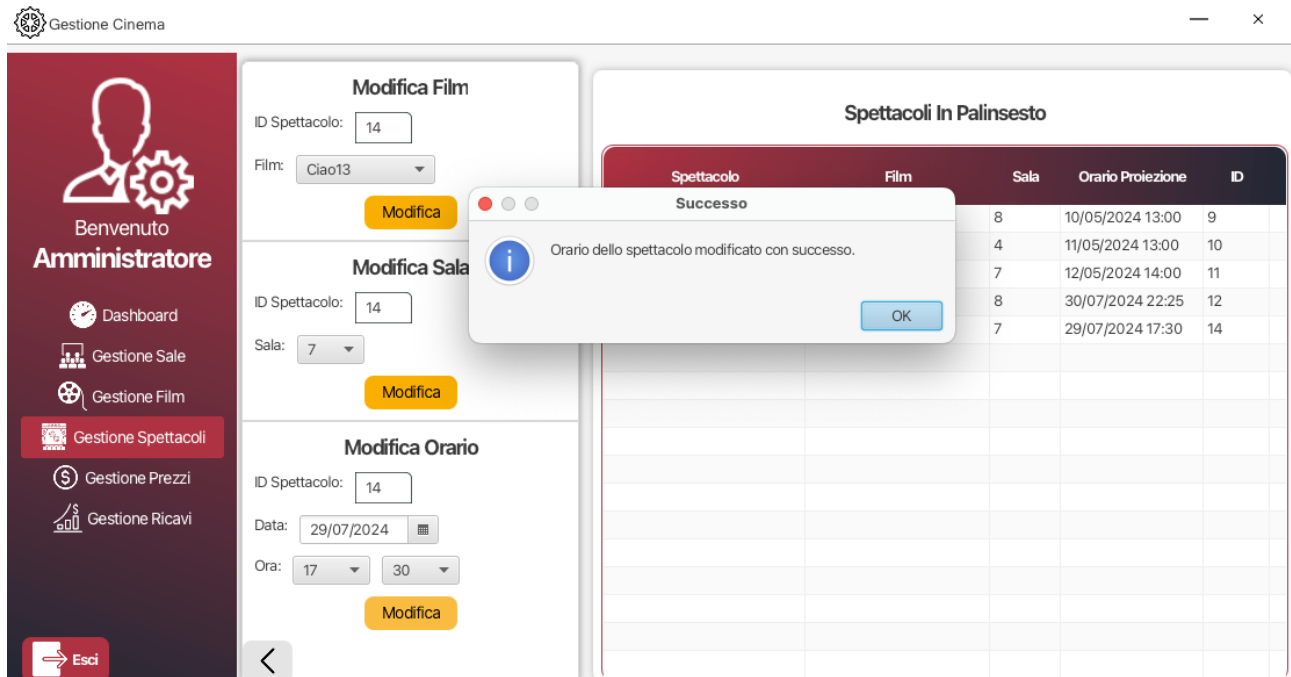 Gestione Cinema
Benvenuto
Amministratore
Dashboard
Gestione Sale
Gestione Film
Gestione Spettacoli
Gestione Prezzi
Gestione Ricavi
Esci
Modifica Film
ID Spettacolo: 14
Film: Ciao13
Modifica
Modifica Sala
ID Spettacolo: 14
Sala: 7
Modifica
Modifica Orario
ID Spettacolo: 14
Data: 29/07/2024
Ora: 17 30
Modifica
Spettacoli In Palinsesto
Spettacolo Film Sala Orario Proiezione ID
8 10/05/2024 13:00 9
4 11/05/2024 13:00 10
7 12/05/2024 14:00 11
8 30/07/2024 22:25 12
7 29/07/2024 17:30 14
Successo
Orario dello spettacolo modificato con successo.
OK